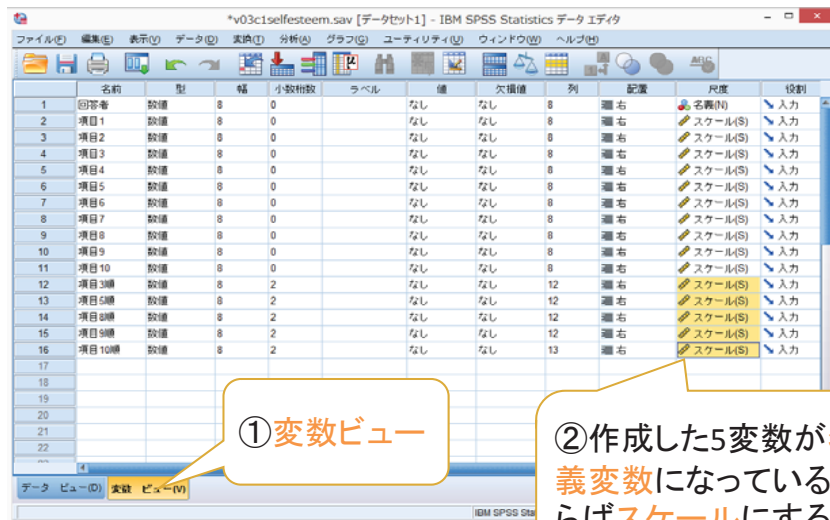 *v03c1selfesteem.sav [データセット1] - IBM SPSS Statistics データ エディタ
ファイル(F) 編集(E) 表示(V) データ(D) 変換(T) 分析(A) グラフ(G) ユーティリティ(U) ウィンドウ(W) ヘルプ(H)
名前 型 幅 小数桁数 ラベル 値 欠損値 列 配置 尺度 役割
1 回答者 数値 8 0 なし なし 8 右 名義(N) 入力
2 項目1 数値 8 0 なし なし 8 右 スケール(S) 入力
3 項目2 数値 8 0 なし なし 8 右 スケール(S) 入力
4 項目3 数値 8 0 なし なし 8 右 スケール(S) 入力
5 項目4 数値 8 0 なし なし 8 右 スケール(S) 入力
6 項目5 数値 8 0 なし なし 8 右 スケール(S) 入力
7 項目6 数値 8 0 なし なし 8 右 スケール(S) 入力
8 項目7 数値 8 0 なし なし 8 右 スケール(S) 入力
9 項目8 数値 8 0 なし なし 8 右 スケール(S) 入力
10 項目9 数値 8 0 なし なし 8 右 スケール(S) 入力
11 項目10 数値 8 0 なし なし 8 右 スケール(S) 入力
12 項目3順 数値 8 2 なし なし 12 右 スケール(S) 入力
13 項目5順 数値 8 2 なし なし 12 右 スケール(S) 入力
14 項目8順 数値 8 2 なし なし 12 右 スケール(S) 入力
15 項目9順 数値 8 2 なし なし 12 右 スケール(S) 入力
16 項目10順 数値 8 2 なし なし 13 右 スケール(S) 入力
17
18
19
20
21
22
①変数ビュー
②作成した5変数が
義変数になっている
らばスケールにする
データ ビュー(D) 変数 ビュー(V)
IBM SPSS Sta